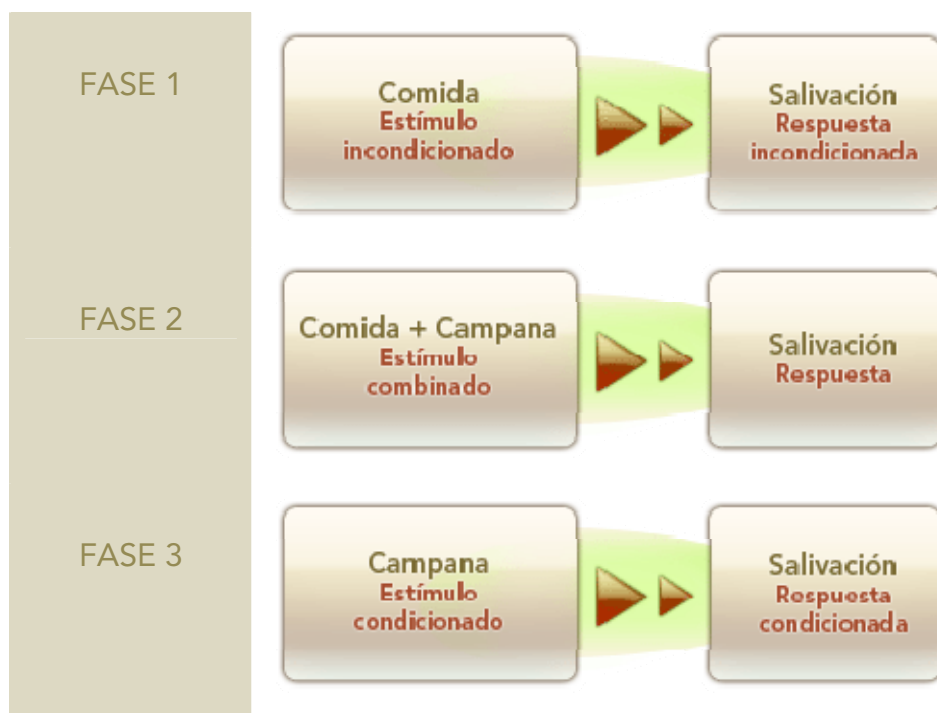 FASE 1
Comida
Estímulo
incondicionado
Salivación
Respuesta
incondicionada
FASE 2
Comida + Campana
Estímulo
combinado
Salivación
Respuesta
FASE 3
Campana
Estímulo
condicionado
Salivación
Respuesta
condicionada